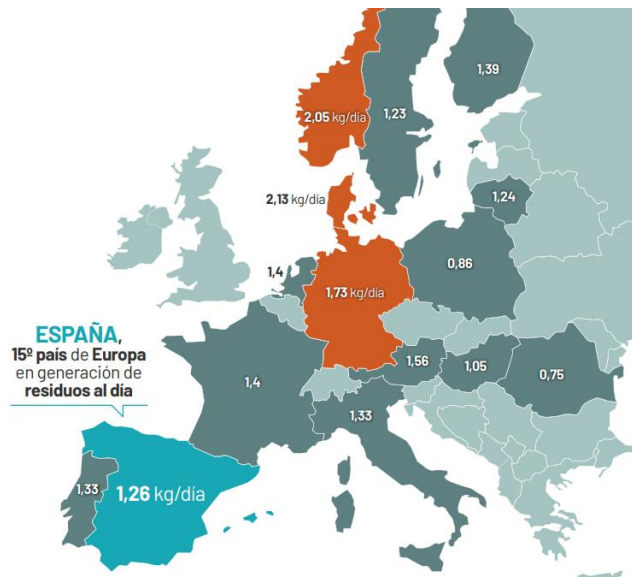 1,39
2,05 kg/día
1,23
2,13 kg/día
1,24
1,4
0,86
1,73 kg/día
ESPAÑA,
15º país de Europa
en generación de
residuos al día
1,56
1,05
0,75
1,4
1,33
1,33
1,26 kg/día